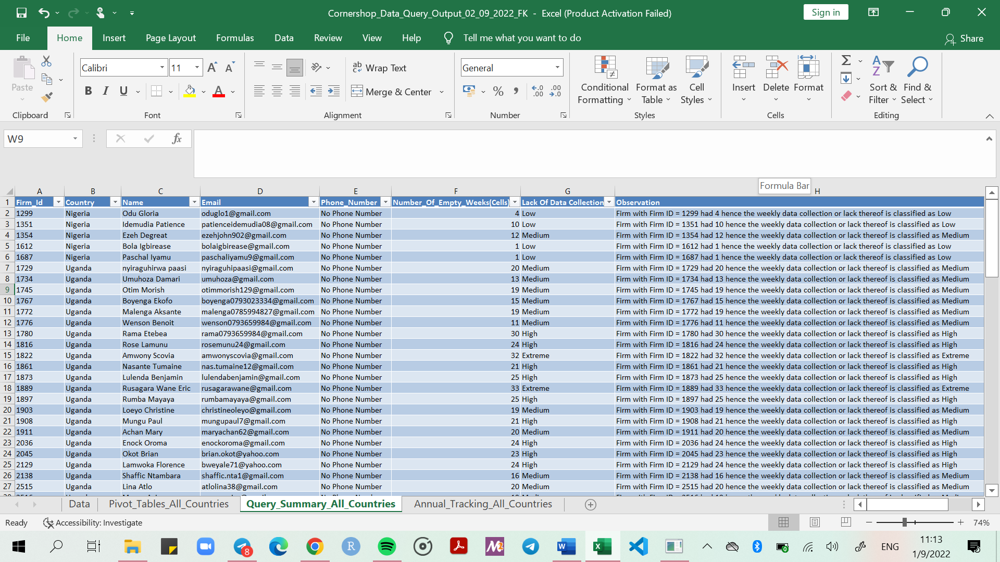 Cornershop_Data_Query_Output_02_09_2022_FK - Excel (Product Activation Failed)
Sign in
File Home Insert Page Layout Formulas Data Review View Help Tell me what you want to do Share
Paste
Clipboard
Calibri 11
B I U
Font
Wrap Text
Merge & Center
Alignment
General
Number
Conditional Formatting
Format as Table
Cell Styles
Styles
Insert
Delete
Format
Cells
Sort & Filter
Find & Select
Editing
W9
fx
Formula Bar
A B C D E F G H
1 Firm_Id Country Name Email Phone_Number Number_Of_Empty_Weeks(Cells) Lack Of Data Collection Observation
2 1299 Nigeria Odu Gloria oduglo1@gmail.com No Phone Number 4 Low Firm with Firm ID = 1299 had 4 hence the weekly data collection or lack thereof is classified as Low
3 1351 Nigeria Idemudia Patience patienceidemudia08@gmail.com No Phone Number 10 Low Firm with Firm ID = 1351 had 10 hence the weekly data collection or lack thereof is classified as Low
4 1354 Nigeria Ezeh Degreat ezehjohn902@gmail.com No Phone Number 12 Medium Firm with Firm ID = 1354 had 12 hence the weekly data collection or lack thereof is classified as Medium
5 1612 Nigeria Bola Igbirease bolaigbirease@gmail.com No Phone Number 1 Low Firm with Firm ID = 1612 had 1 hence the weekly data collection or lack thereof is classified as Low
6 1687 Nigeria Paschal Iyamu paschaliyamu9@gmail.com No Phone Number 1 Low Firm with Firm ID = 1687 had 1 hence the weekly data collection or lack thereof is classified as Low
7 1729 Uganda nyiraguhirwa paasi nyiraguhipaasi@gmail.com No Phone Number 20 Medium Firm with Firm ID = 1729 had 20 hence the weekly data collection or lack thereof is classified as Medium
8 1734 Uganda Umuhoza Damari umuhoza@gmail.com No Phone Number 13 Medium Firm with Firm ID = 1734 had 13 hence the weekly data collection or lack thereof is classified as Medium
9 1745 Uganda Otim Morish otimmorish129@gmail.com No Phone Number 19 Medium Firm with Firm ID = 1745 had 19 hence the weekly data collection or lack thereof is classified as Medium
10 1767 Uganda Boyenga Ekofo boyenga0793023334@gmail.com No Phone Number 15 Medium Firm with Firm ID = 1767 had 15 hence the weekly data collection or lack thereof is classified as Medium
11 1772 Uganda Malenga Aksante malenga0785994827@gmail.com No Phone Number 19 Medium Firm with Firm ID = 1772 had 19 hence the weekly data collection or lack thereof is classified as Medium
12 1776 Uganda Wenson Benoit wenson0793659984@gmail.com No Phone Number 11 Medium Firm with Firm ID = 1776 had 11 hence the weekly data collection or lack thereof is classified as Medium
13 1780 Uganda Rama Etebea rama0793659984@gmail.com No Phone Number 30 High Firm with Firm ID = 1780 had 30 hence the weekly data collection or lack thereof is classified as High
14 1816 Uganda Rose Lamunu rosemunu24@gmail.com No Phone Number 24 High Firm with Firm ID = 1816 had 24 hence the weekly data collection or lack thereof is classified as High
15 1822 Uganda Amwony Scovia amwonyscovia@gmail.com No Phone Number 32 Extreme Firm with Firm ID = 1822 had 32 hence the weekly data collection or lack thereof is classified as Extreme
16 1861 Uganda Nasante Tumaine nas.tumaine12@gmail.com No Phone Number 21 High Firm with Firm ID = 1861 had 21 hence the weekly data collection or lack thereof is classified as High
17 1873 Uganda Lulenda Benjamin lulendabenjamin@gmail.com No Phone Number 25 High Firm with Firm ID = 1873 had 25 hence the weekly data collection or lack thereof is classified as High
18 1889 Uganda Rusagara Wane Eric rusagarawane@gmail.com No Phone Number 33 Extreme Firm with Firm ID = 1889 had 33 hence the weekly data collection or lack thereof is classified as Extreme
19 1897 Uganda Rumba Mayaya rumbamayaya@gmail.com No Phone Number 25 High Firm with Firm ID = 1897 had 25 hence the weekly data collection or lack thereof is classified as High
20 1903 Uganda Loeyo Christine christineoleyo@gmail.com No Phone Number 19 Medium Firm with Firm ID = 1903 had 19 hence the weekly data collection or lack thereof is classified as Medium
21 1908 Uganda Mungu Paul mungupaul7@gmail.com No Phone Number 21 High Firm with Firm ID = 1908 had 21 hence the weekly data collection or lack thereof is classified as High
22 1911 Uganda Achan Mary maryachan62@gmail.com No Phone Number 20 Medium Firm with Firm ID = 1911 had 20 hence the weekly data collection or lack thereof is classified as Medium
23 2036 Uganda Enock Oroma enockoroma@gmail.com No Phone Number 24 High Firm with Firm ID = 2036 had 24 hence the weekly data collection or lack thereof is classified as High
24 2045 Uganda Okot Brian brian.okot@yahoo.com No Phone Number 23 High Firm with Firm ID = 2045 had 23 hence the weekly data collection or lack thereof is classified as High
25 2129 Uganda Lamwoka Florence bweyale71@yahoo.com No Phone Number 24 High Firm with Firm ID = 2129 had 24 hence the weekly data collection or lack thereof is classified as High
26 2138 Uganda Shaffic Ntambara shaffic.nta1@gmail.com No Phone Number 16 Medium Firm with Firm ID = 2138 had 16 hence the weekly data collection or lack thereof is classified as Medium
27 2515 Uganda Lina Atlo atlolina38@gmail.com No Phone Number 20 Medium Firm with Firm ID = 2515 had 20 hence the weekly data collection or lack thereof is classified as Medium
Data Pivot_Tables_All_Countries Query_Summary_All_Countries Annual_Tracking_All_Countries
Ready Accessibility: Investigate 74%
8 R ENG
11:13
1/9/2022